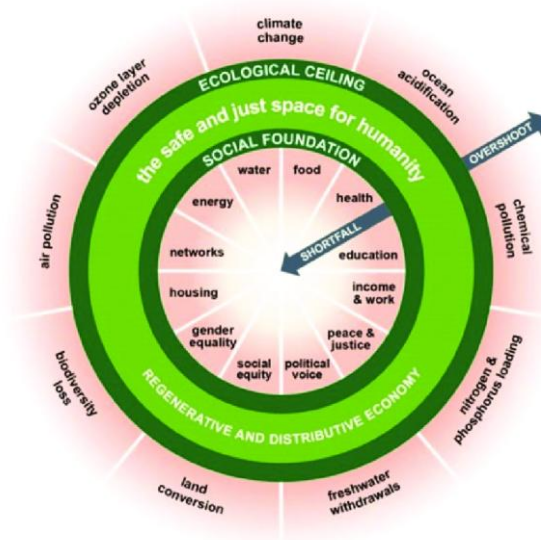 climate
change
ozone layer
depletion
ocean
acidification
ECOLOGICAL CEILING
the safe and just space for humanity
SOCIAL FOUNDATION
OVERSHOOT
water
food
energy
health
SHORTFALL
air pollution
chemical
pollution
networks
education
housing
income
& work
gender
equality
peace &
justice
social
equity
political
voice
biodiversity
loss
nitrogen &
phosphorus loading
REGENERATIVE AND DISTRIBUTIVE ECONOMY
land
conversion
freshwater
withdrawals